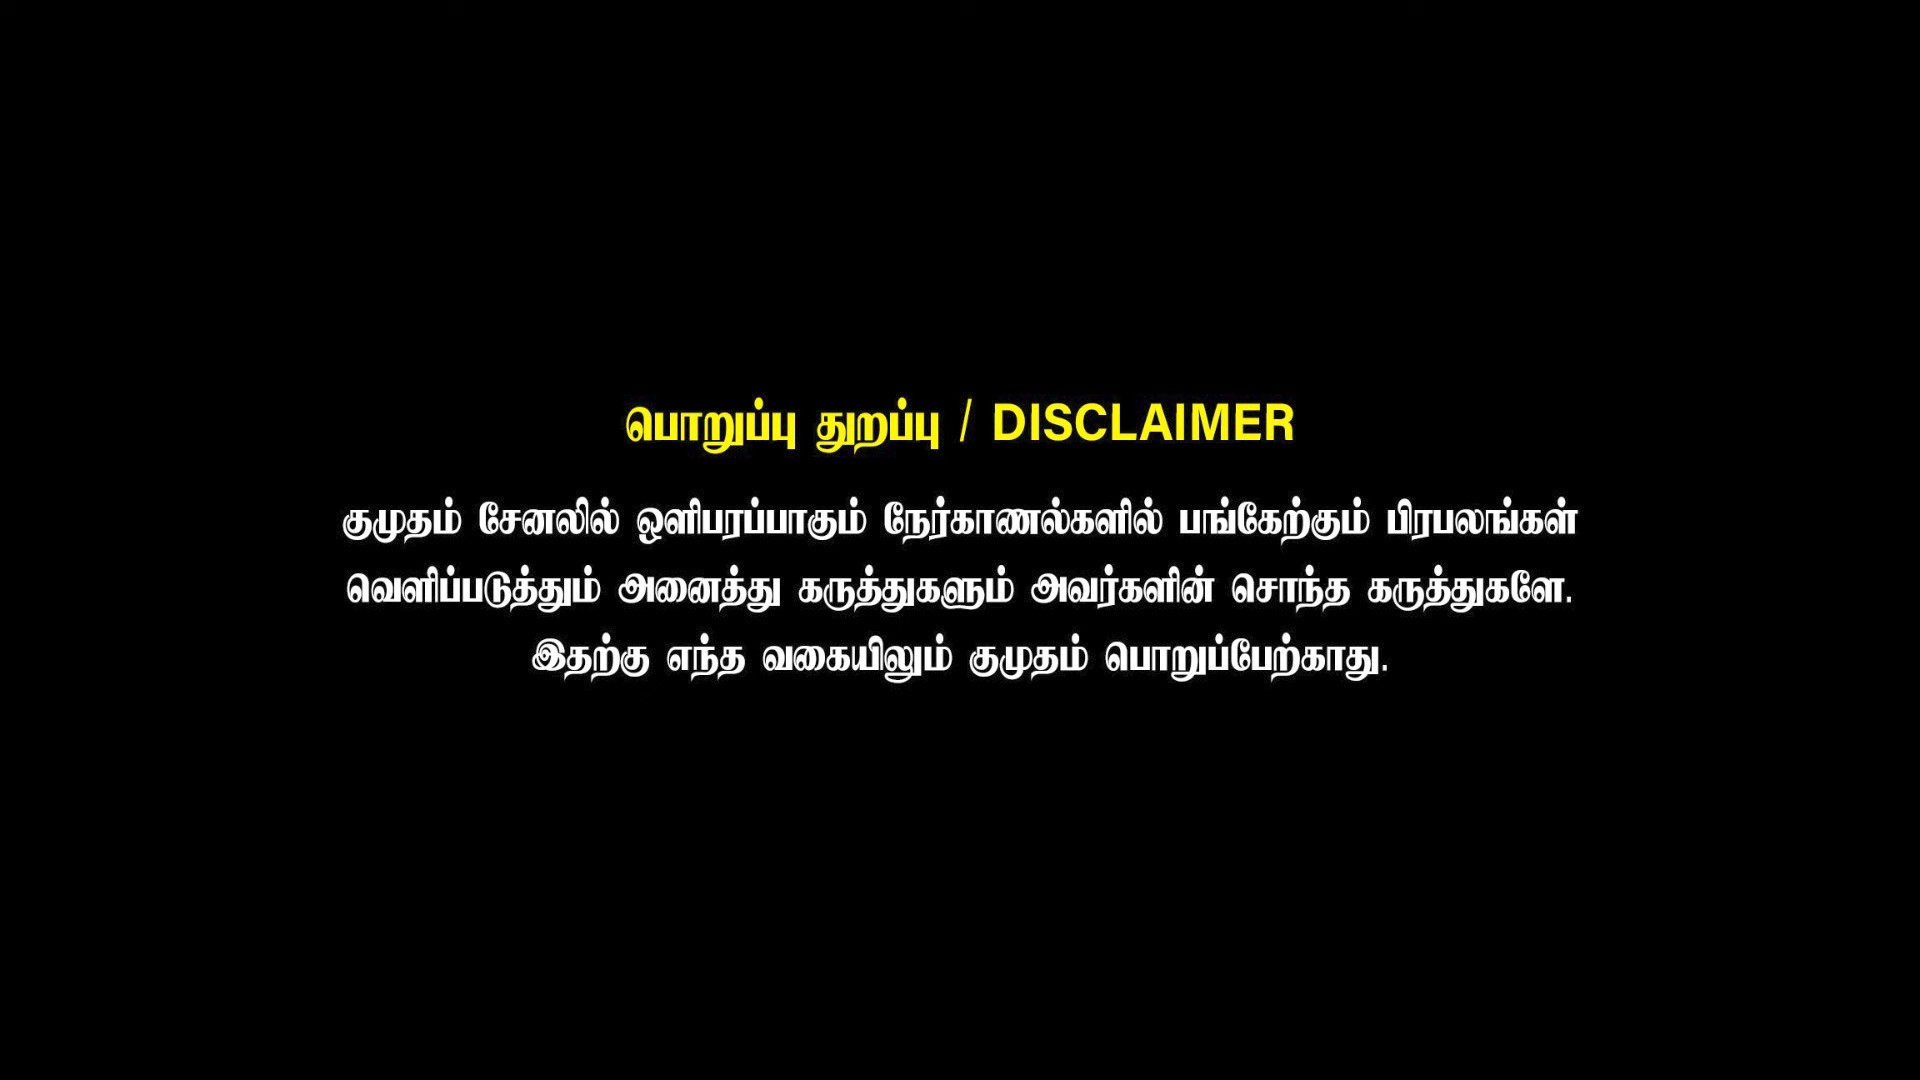 பொறுப்பு துறப்பு / DISCLAIMER
குமுதம் சேனலில் ஒளிபரப்பாகும் நேர்காணல்களில் பங்கேற்கும் பிரபலங்கள்
வெளிப்படுத்தும் அனைத்து கருத்துகளும் அவர்களின் சொந்த கருத்துகளே.
இதற்கு எந்த வகையிலும் குமுதம் பொறுப்பேற்காது.